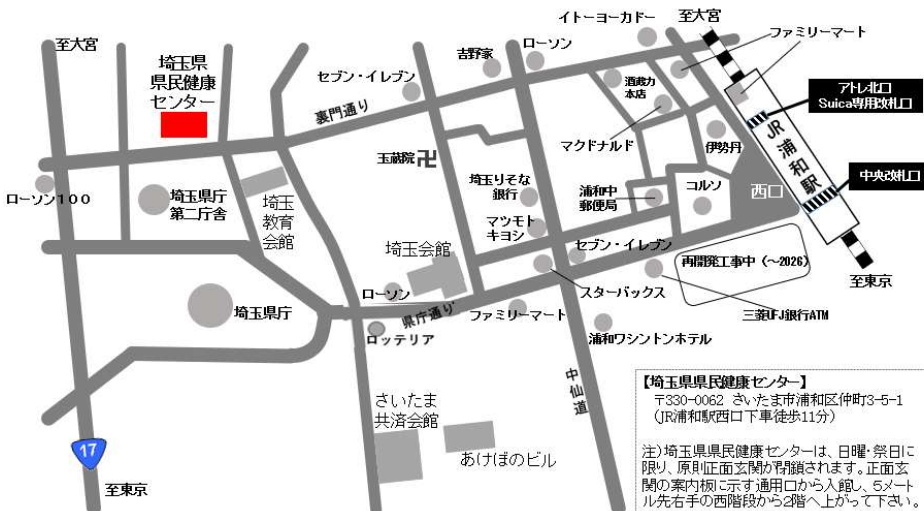 イトーヨーカドー
至大宮
至大宮
ファミリーマート
埼玉県
県民健康
センター
吉野家
ローソン
セブン・イレブン
酒蔵力
本店
アトレ北口
Suica専用改札口
裏門通り
マクドナルド
伊勢丹
JR浦和駅
玉蔵院
卍
埼玉りそな
銀行
浦和中
郵便局
コルソ
西口
中央改札口
ローソン100
埼玉県庁
第二庁舎
埼玉
教育
会館
マツモト
キヨシ
埼玉会館
セブン・イレブン
再開発工事中（～2026）
至東京
ローソン
スターバックス
埼玉県庁
県庁通り
ファミリーマート
三菱UFJ銀行ATM
ロッテリア
浦和ワシントンホテル
中仙道
さいたま
共済会館
あけぼのビル
17
至東京
【埼玉県県民健康センター】
〒330-0062 さいたま市浦和区仲町3-5-1
（JR浦和駅西口下車徒歩11分）
注）埼玉県県民健康センターは、日曜・祭日に
限り、原則正面玄関が閉鎖されます。正面玄
関の案内板に示す通用口から入館し、5メート
ル先右手の西階段から2階へ上がって下さい。